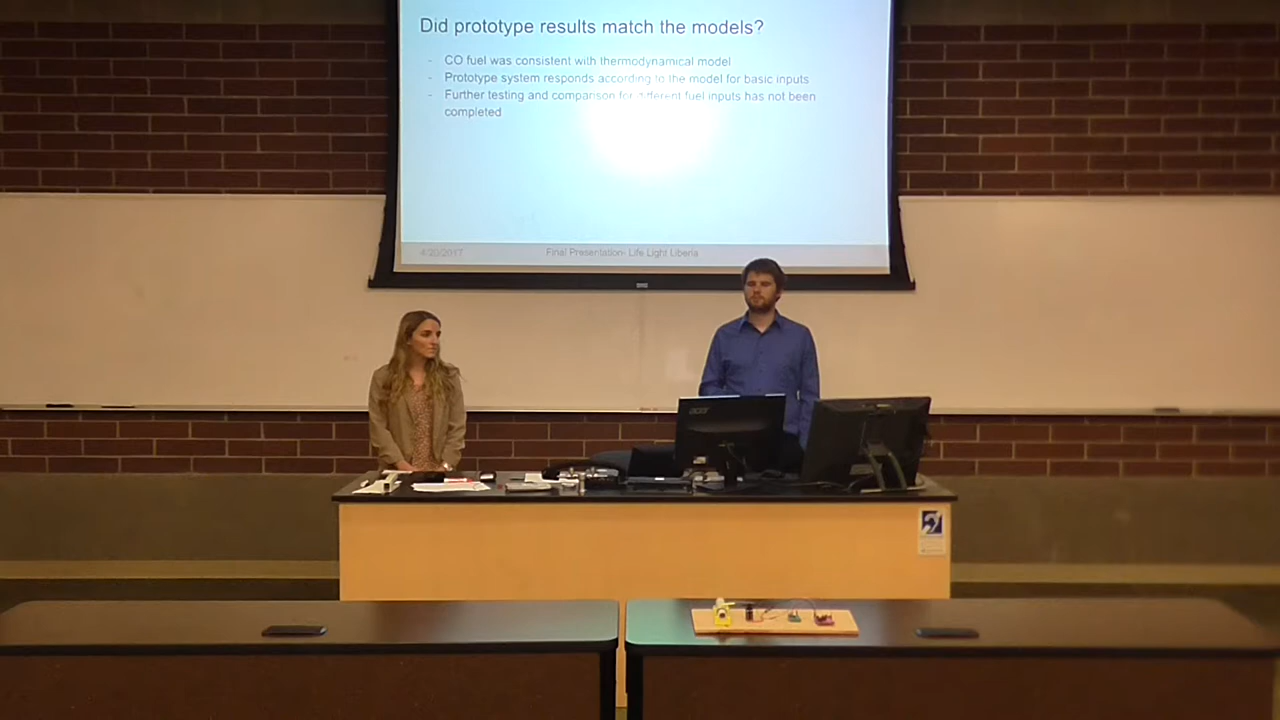 Did prototype results match the models?
- CO fuel was consistent with thermodynamical model
- Prototype system responds according to the model for basic inputs
- Further testing and comparison for different fuel inputs has not been
completed
4/20/2017 Final Presentation- Life Light Liberia
acer